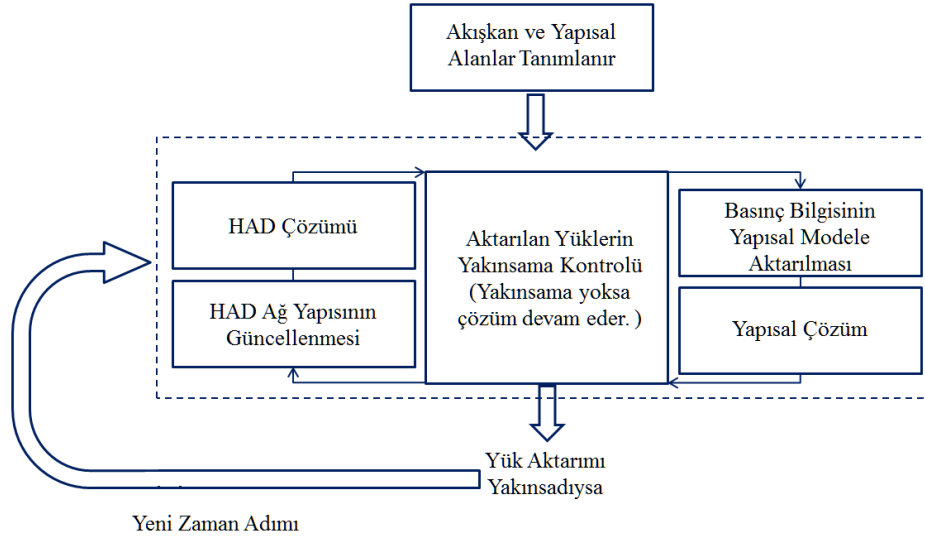 Akışkan ve Yapısal
Alanlar Tanımlanır
HAD Çözümü
HAD Ağ Yapısının
Güncellenmesi
Aktarılan Yüklerin
Yakınsama Kontrolü
(Yakınsama yoksa
çözüm devam eder. )
Basınç Bilgisinin
Yapısal Modele
Aktarılması
Yapısal Çözüm
Yük Aktarımı
Yakınsadıysa
Yeni Zaman Adımı